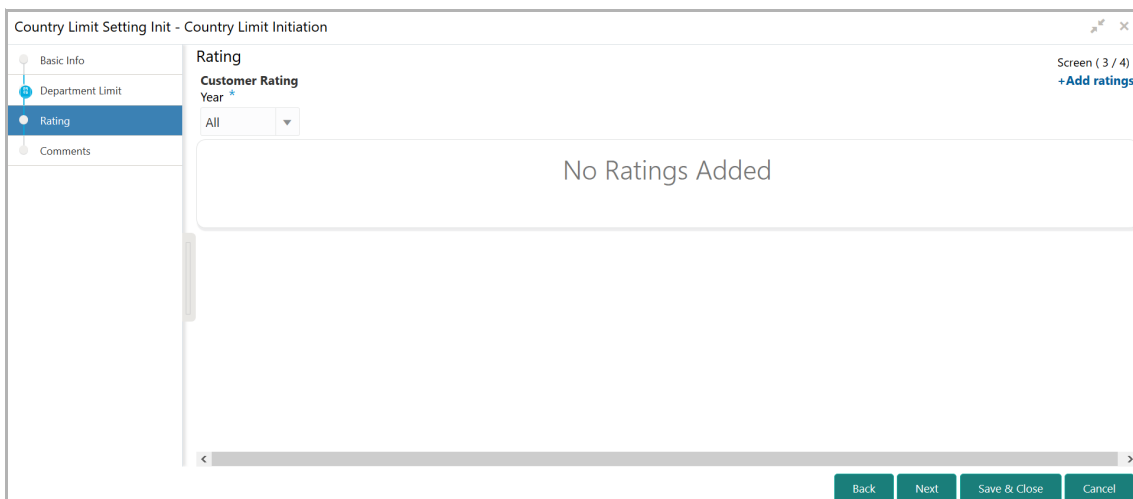 Country Limit Setting Init - Country Limit Initiation
Basic Info
Department Limit
Rating
Comments
Rating
Screen ( 3 / 4)
Customer Rating
+Add ratings
Year *
All
No Ratings Added
Back
Next
Save & Close
Cancel